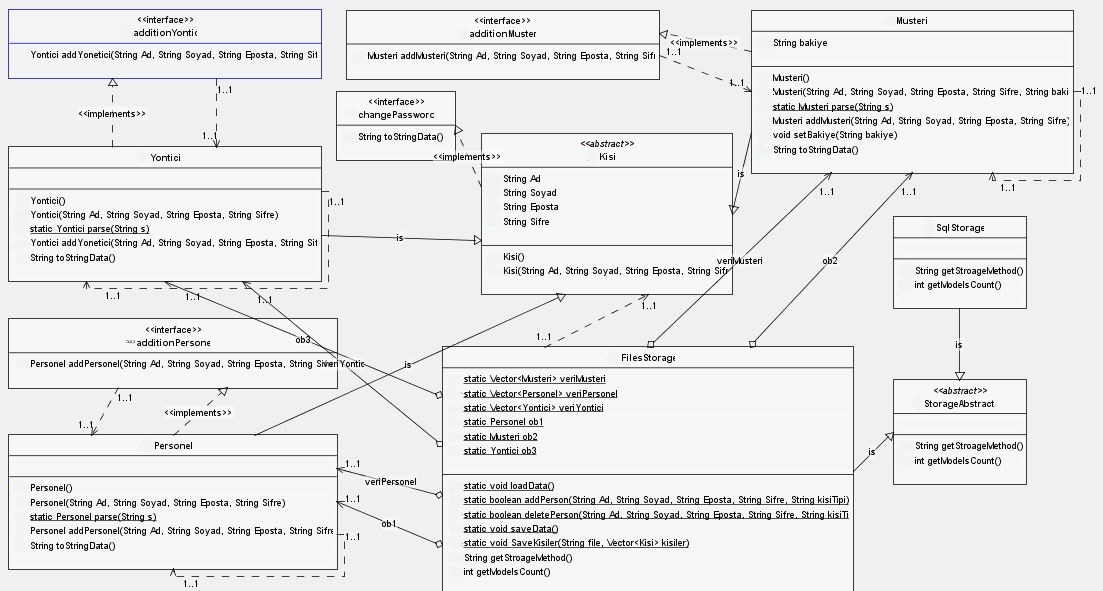 <<interface>>
additionYontic
Yontici addYonetici(String Ad, String Soyad, String Eposta, String Sif
<<implements>>
1..1
1..1
Yontici
Yontici()
Yontici(String Ad, String Soyad, String Eposta, String Sifre)
static Yontici parse(String s)
Yontici addYonetici(String Ad, String Soyad, String Eposta, String Sif
String toStringData()
1..1
is
1..1
1..1
1..1
<<interface>>
additionMuster
Musteri addMusteri(String Ad, String Soyad, String Eposta, String Sifr
<<implements>>
1..1
1..1
<<interface>>
changePassworc
String toStringData()
<<implements>>
<<abstract>>
Kisi
String Ad
String Soyad
String Eposta
String Sifre
Kisi()
Kisi(String Ad, String Soyad, String Eposta, String Sifr
Musteri
String bakiye
Musteri()
Musteri(String Ad, String Soyad, String Eposta, String Sifre, String baki
static Musteri parse(String s)
Musteri addMusteri(String Ad, String Soyad, String Eposta, String Sifre)
void setBakiye(String bakiye)
String toStringData()
1..1
1..1
is
1..1
1..1
veriMusteri
ob2
1..1
1..1
SqlStorage
String getStroageMethod()
int getModelsCount()
is
<<abstract>>
StorageAbstract
String getStroageMethod()
int getModelsCount()
is
<<interface>>
additionPersone
Personel addPersonel(String Ad, String Soyad, String Eposta, String Si
veriYontic
ob3
is
1..1
<<implements>>
1..1
Personel
Personel()
Personel(String Ad, String Soyad, String Eposta, String Sifre)
static Personel parse(String s)
Personel addPersonel(String Ad, String Soyad, String Eposta, String Sifre
String toStringData()
1..1
veriPersonel
1..1
ob1
1..1
1..1
FilesStorage
static Vector<Musteri> veriMusteri
static Vector<Personel> veriPersonel
static Vector<Yontici> veriYontici
static Personel ob1
static Musteri ob2
static Yontici ob3
static void loadData()
static boolean addPerson(String Ad, String Soyad, String Eposta, String Sifre, String kisiTipi)
static boolean deletePerson(String Ad, String Soyad, String Eposta, String Sifre, String kisiTi
static void saveData()
static void SaveKisiler(String file, Vector<Kisi> kisiler)
String getStroageMethod()
int getModelsCount()